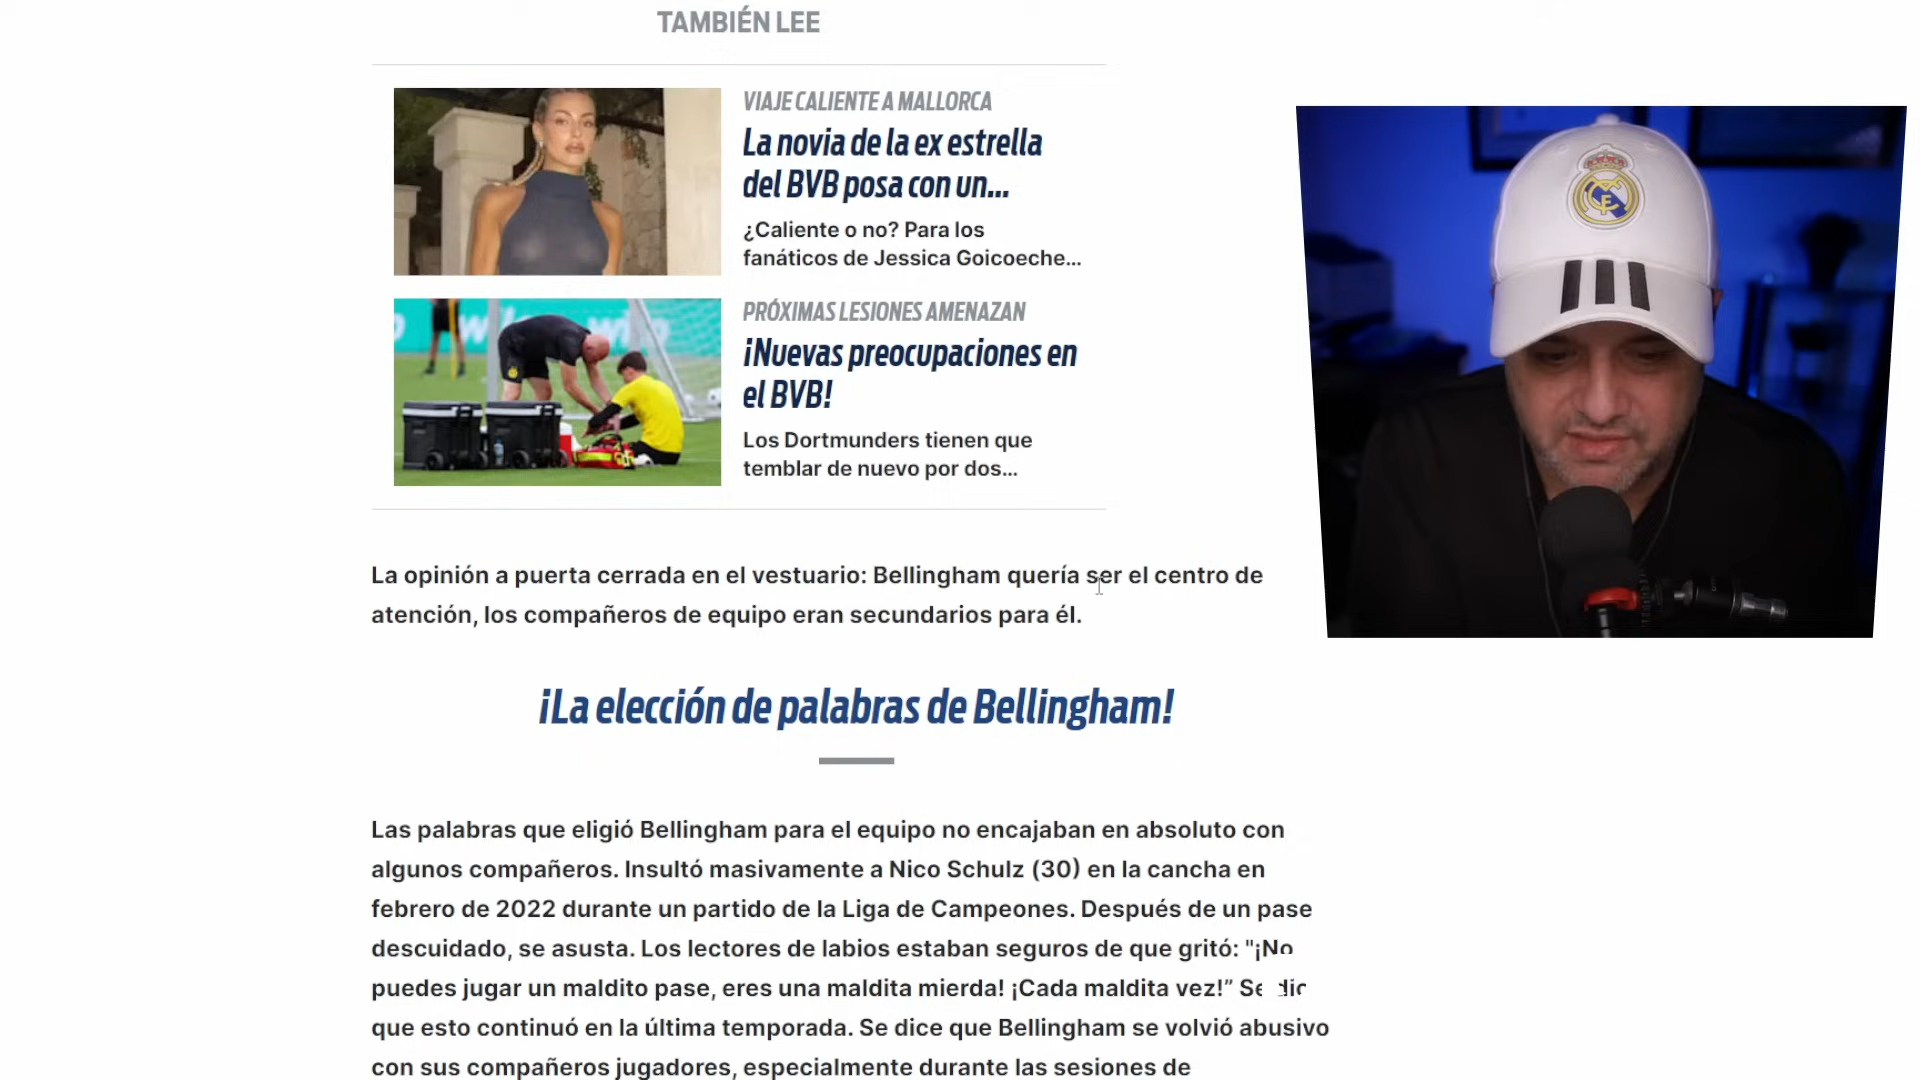 TAMBIÉN LEE
VIAJE CALIENTE A MALLORCA
La novia de la ex estrella
del BVB posa con un...
¿Caliente o no? Para los
fanáticos de Jessica Goicoeche...
PRÓXIMAS LESIONES AMENAZAN
¡Nuevas preocupaciones en
el BVB!
Los Dortmunders tienen que
temblar de nuevo por dos...
La opinión a puerta cerrada en el vestuario: Bellingham quería ser el centro de
atención, los compañeros de equipo eran secundarios para él.
¡La elección de palabras de Bellingham!
Las palabras que eligió Bellingham para el equipo no encajaban en absoluto con
algunos compañeros. Insultó masivamente a Nico Schulz (30) en la cancha en
febrero de 2022 durante un partido de la Liga de Campeones. Después de un pase
descuidado, se asusta. Los lectores de labios estaban seguros de que gritó: "¡No
puedes jugar un maldito pase, eres una maldita mierda! ¡Cada maldita vez!” Se
que esto continuó en la última temporada. Se dice que Bellingham se volvió abusivo
con sus compañeros jugadores, especialmente durante las sesiones de